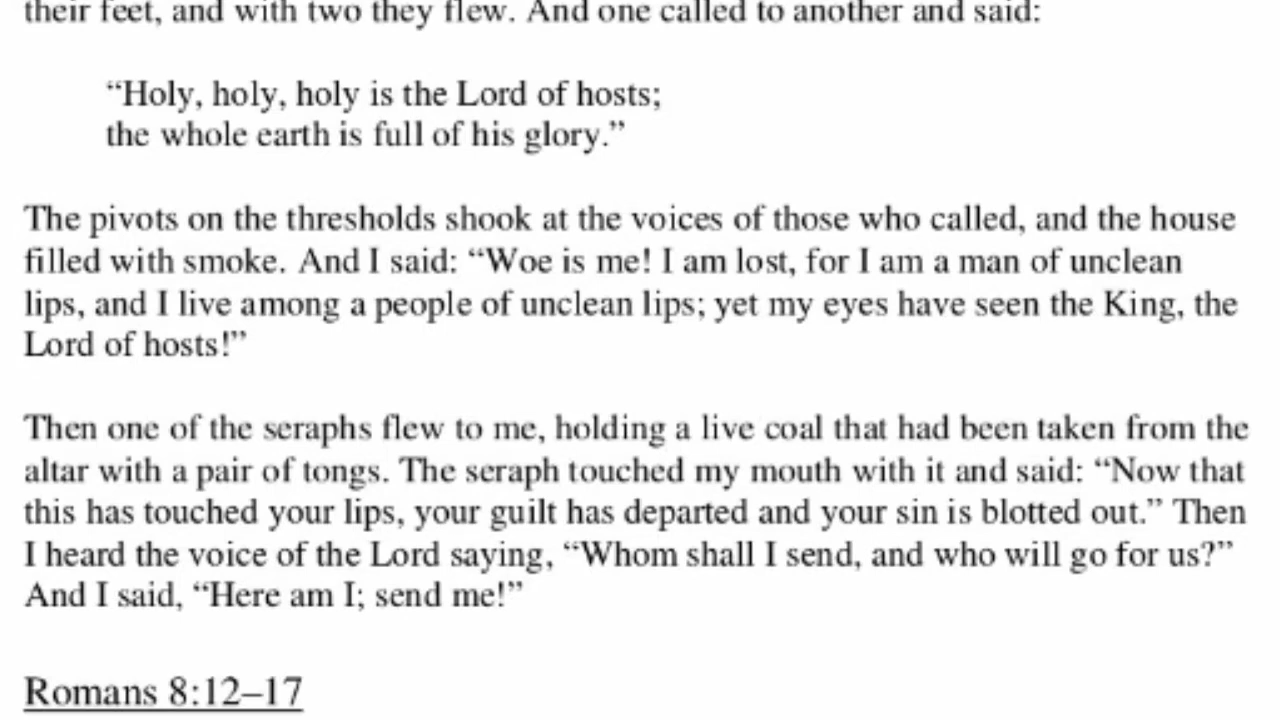 their feet, and with two they flew. And one called to another and said:
“Holy, holy, holy is the Lord of hosts;
the whole earth is full of his glory.”
The pivots on the thresholds shook at the voices of those who called, and the house
filled with smoke. And I said: “Woe is me! I am lost, for I am a man of unclean
lips, and I live among a people of unclean lips; yet my eyes have seen the King, the
Lord of hosts!”
Then one of the seraphs flew to me, holding a live coal that had been taken from the
altar with a pair of tongs. The seraph touched my mouth with it and said: “Now that
this has touched your lips, your guilt has departed and your sin is blotted out.” Then
I heard the voice of the Lord saying, “Whom shall I send, and who will go for us?”
And I said, “Here am I; send me!”
Romans 8:12–17